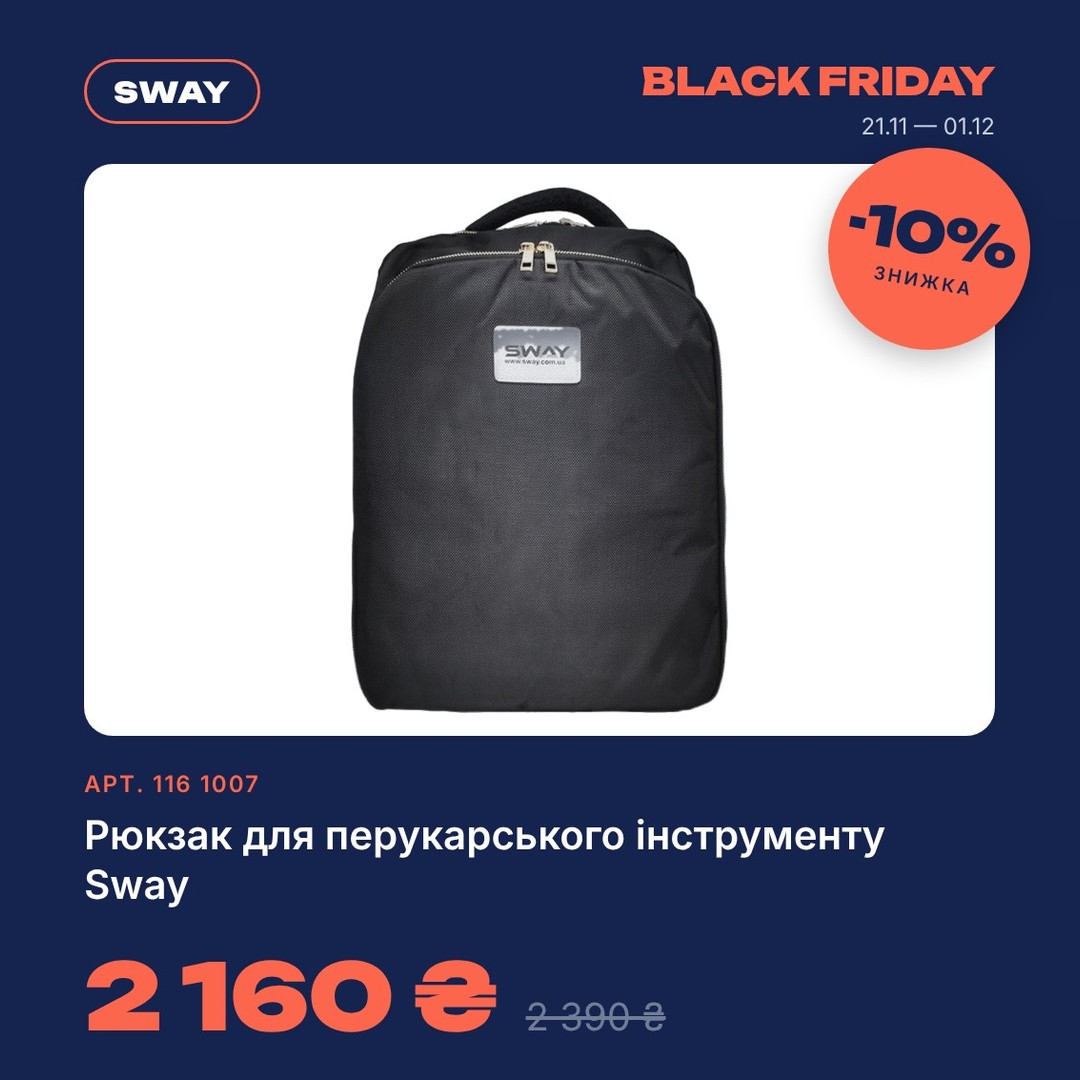 SWAY
BLACK FRIDAY
21.11 — 01.12
-10%
ЗНИЖКА
SWAY
www.sway.com.ua
АРТ. 116 1007
Рюкзак для перукарського інструменту
Sway
2 160 ₴
2 390 ₴